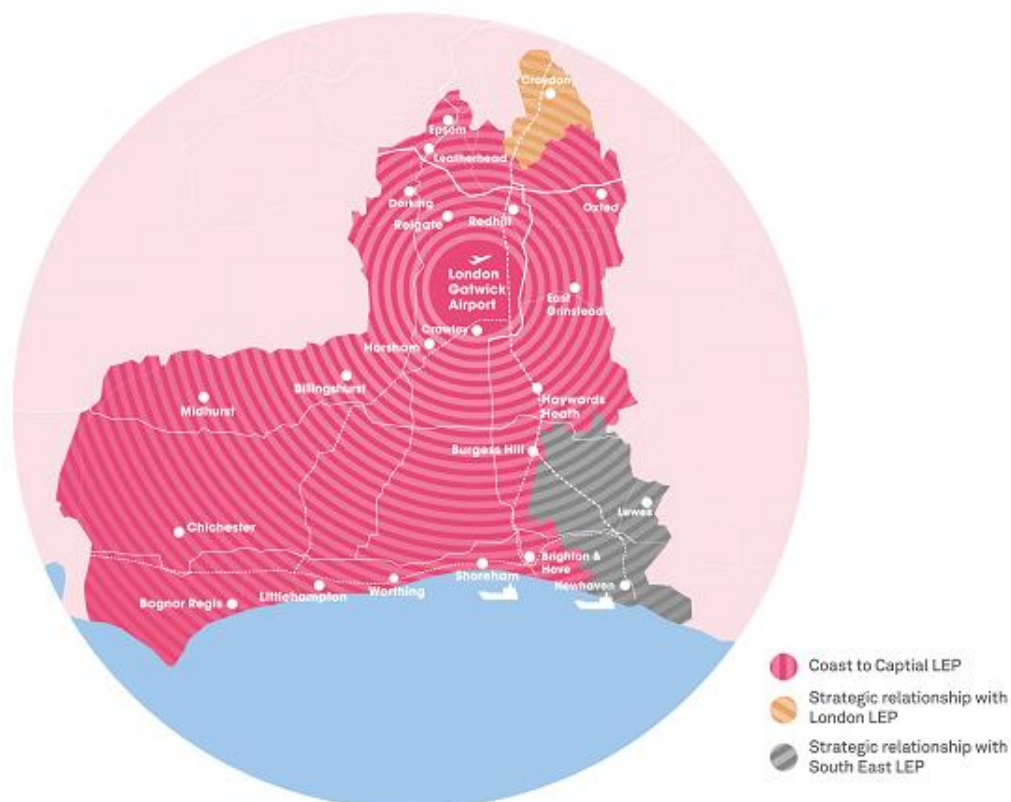 Croydon
Epsom
Leatherhead
Dorking
Reigate
Redhill
Oxted
London
Gatwick
Airport
East
Grinstead
Crawley
Horsham
Billingshurst
Midhurst
Haywards
Heath
Burgess Hill
Lewes
Chichester
Brighton &
Hove
Shoreham
Newhaven
Worthing
Littlehampton
Bognor Regis
Coast to Captial LEP
Strategic relationship with
London LEP
Strategic relationship with
South East LEP